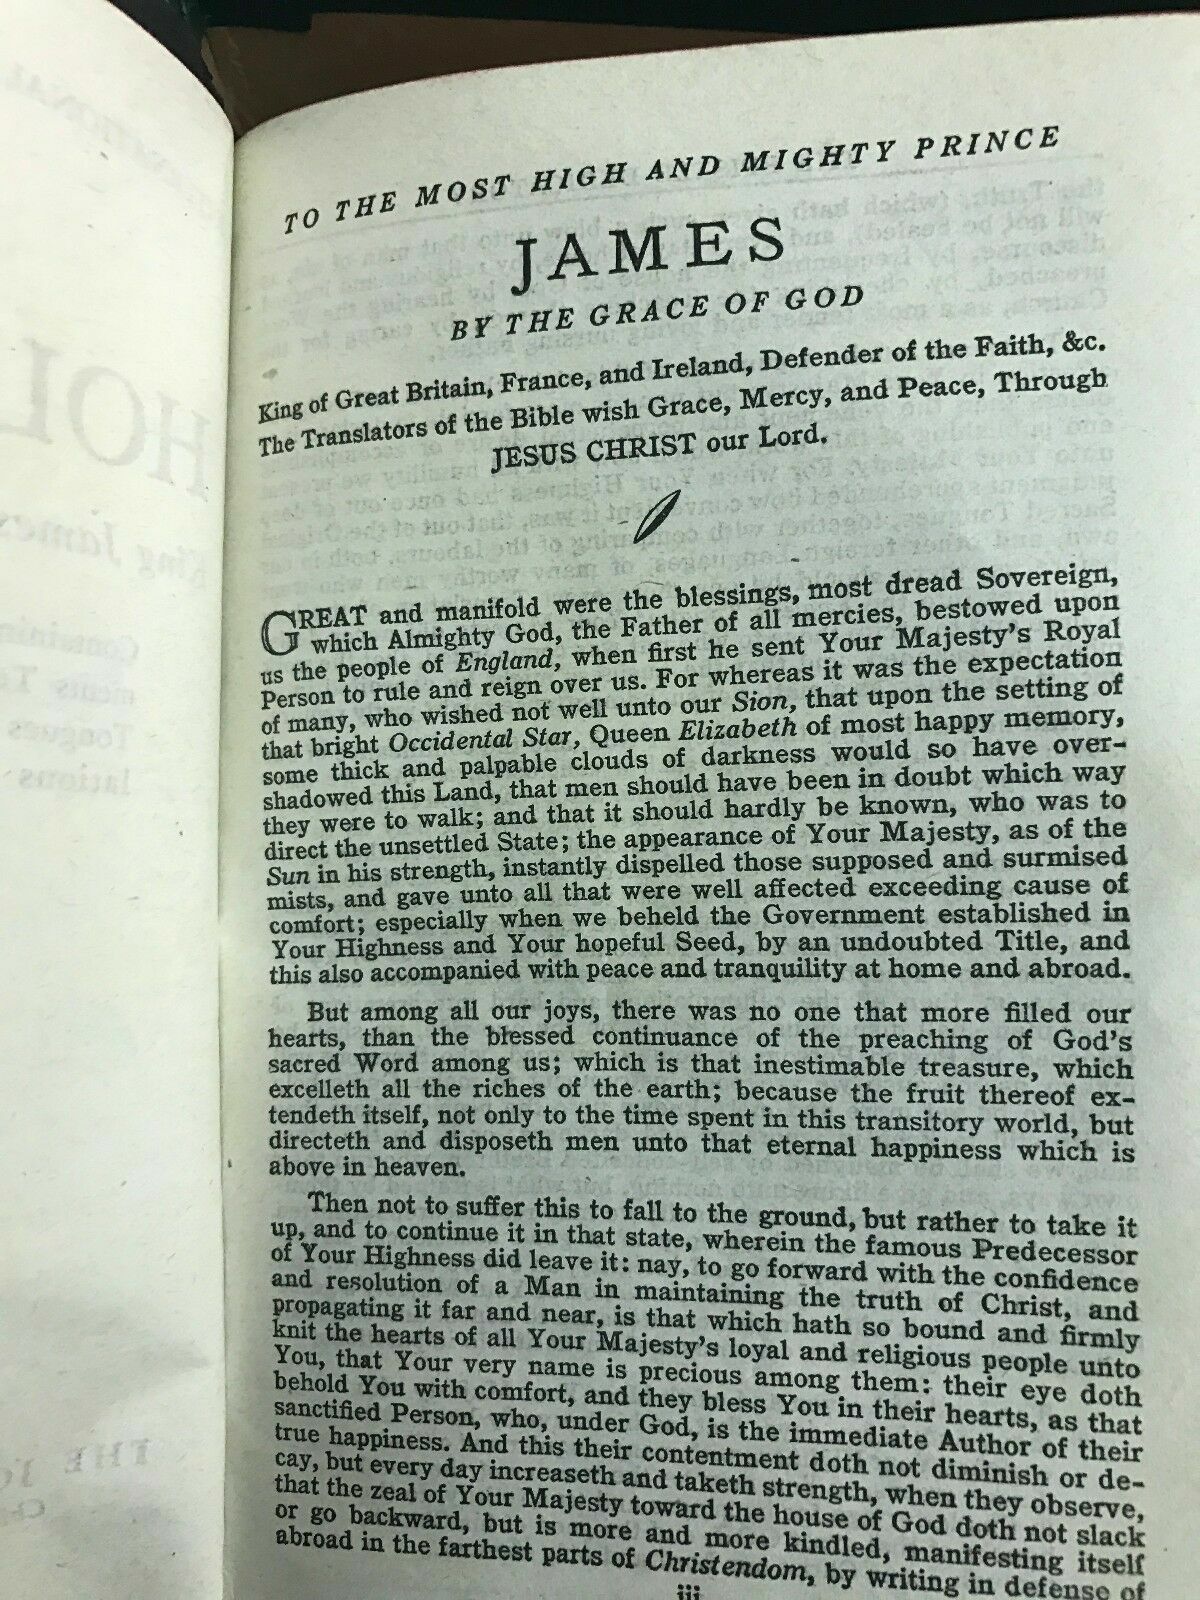 TO THE MOST HIGH AND MIGHTY PRINCE
JAMES
BY THE GRACE OF GOD
King of Great Britain, France, and Ireland, Defender of the Faith, &c.
The Translators of the Bible wish Grace, Mercy, and Peace, Through
JESUS CHRIST our Lord.
GREAT and manifold were the blessings, most dread Sovereign,
which Almighty God, the Father of all mercies, bestowed upon
us the people of England, when first he sent Your Majesty's Royal
Person to rule and reign over us. For whereas it was the expectation
of many, who wished not well unto our Sion, that upon the setting of
that bright Occidental Star, Queen Elizabeth of most happy memory,
some thick and palpable clouds of darkness would so have over-
shadowed this Land, that men should have been in doubt which way
they were to walk; and that it should hardly be known, who was to
direct the unsettled State; the appearance of Your Majesty, as of the
Sun in his strength, instantly dispelled those supposed and surmised
mists, and gave unto all that were well affected exceeding cause of
comfort; especially when we beheld the Government established in
Your Highness and Your hopeful Seed, by an undoubted Title, and
this also accompanied with peace and tranquility at home and abroad.
But among all our joys, there was no one that more filled our
hearts, than the blessed continuance of the preaching of God's
sacred Word among us; which is that inestimable treasure, which
excelleth all the riches of the earth; because the fruit thereof ex-
tendeth itself, not only to the time spent in this transitory world, but
directeth and disposeth men unto that eternal happiness which is
above in heaven.
Then not to suffer this to fall to the ground, but rather to take it
up, and to continue it in that state, wherein the famous Predecessor
of Your Highness did leave it: nay, to go forward with the confidence
and resolution of a Man in maintaining the truth of Christ, and
propagating it far and near, is that which hath so bound and firmly
knit the hearts of all Your Majesty's loyal and religious people unto
You, that Your very name is precious among them: their eye doth
behold You with comfort, and they bless You in their hearts, as that
sanctified Person, who, under God, is the immediate Author of their
true happiness. And this their contentment doth not diminish or de-
cay, but every day increaseth and taketh strength, when they observe,
that the zeal of Your Majesty toward the house of God doth not slack
or go backward, but is more and more kindled, manifesting itself
abroad in the farthest parts of Christendom, by writing in defense of
iii